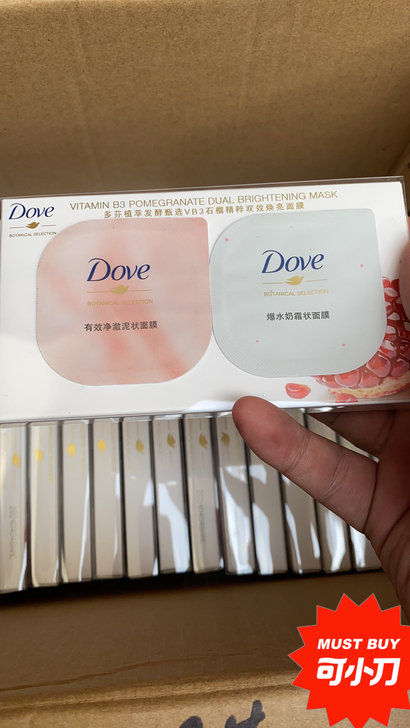 Dove
BOTANICAL SELECTION
VITAMIN B3 POMEGRANATE DUAL BRIGHTENING MASK
多芬植萃发酵甄选VB3石榴精粹双效焕亮面膜
Dove
BOTANICAL SELECTION
有效净澈泥状面膜
Dove
BOTANICAL SELECTION
爆水奶霜状面膜
MUST BUY
可小刀